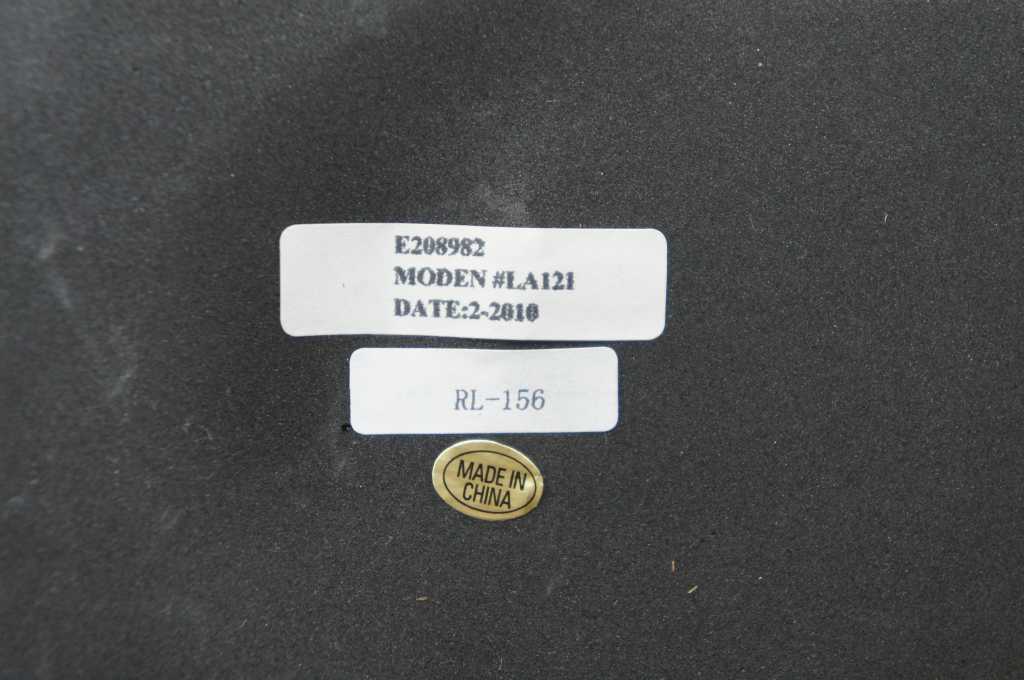 E208982
MODEN #LA121
DATE:2-2010
RL-156
MADE IN
CHINA